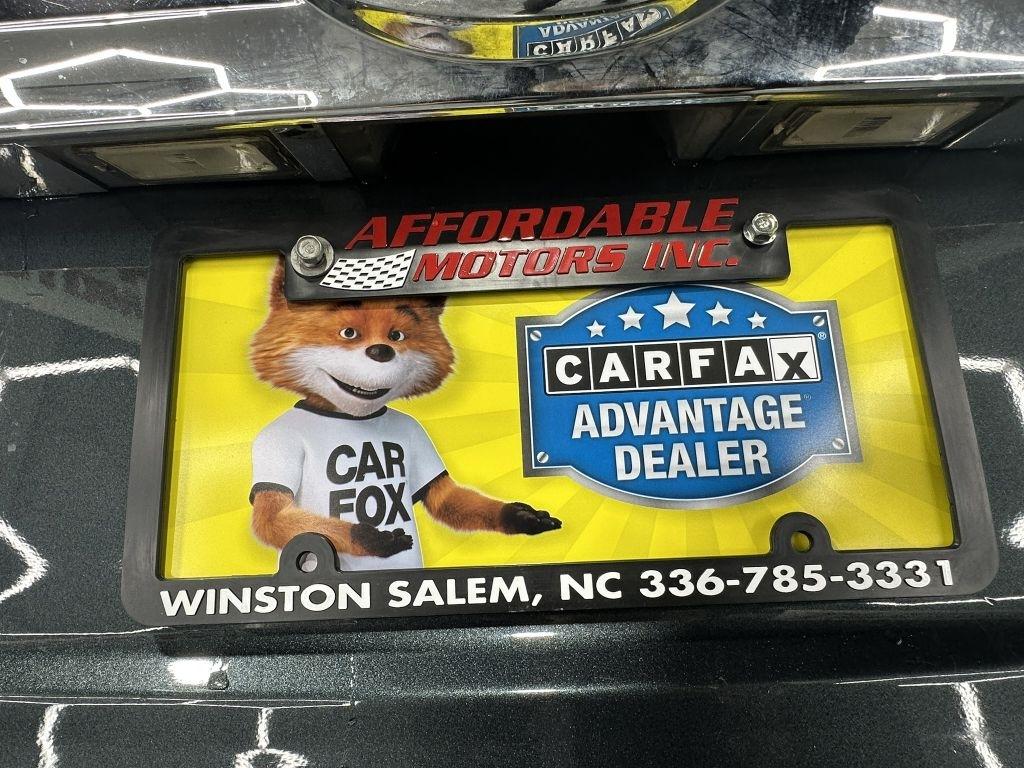 AFFORDABLE
MOTORS INC.
CARFAX
ADVANTAGE
DEALER
CAR
FOX
WINSTON SALEM, NC 336-785-3331